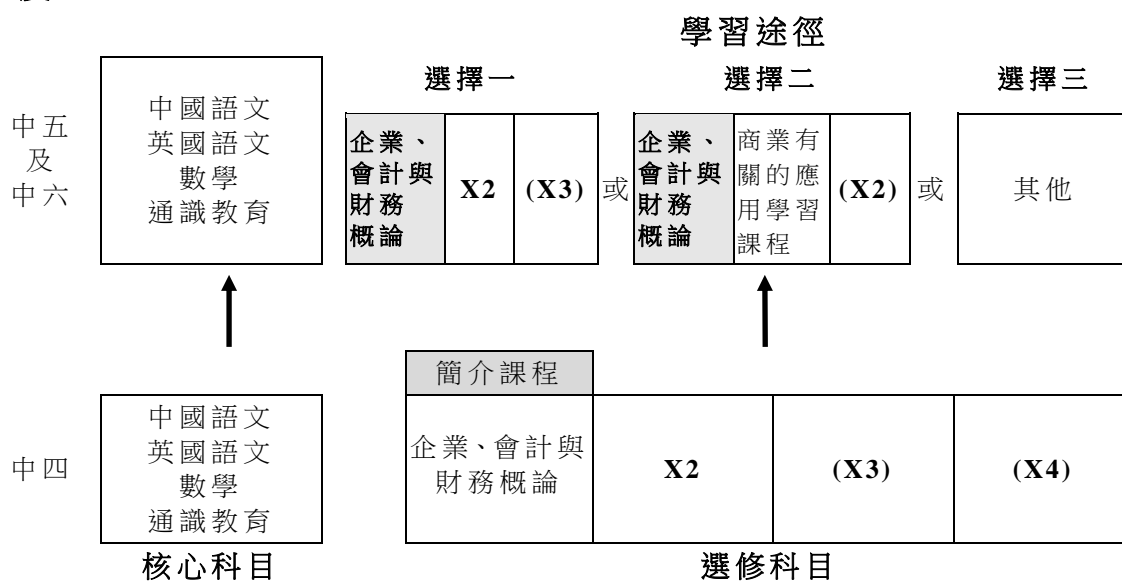 學習途徑
選擇一
選擇二
選擇三
中五
及
中六
中國語文
英國語文
數學
通識教育
企業、
會計與
財務
概論
X2
(X3)
或
企業、
會計與
財務
概論
商業有
關的應
用學習
課程
(X2)
或
其他
簡介課程
中四
中國語文
英國語文
數學
通識教育
企業、會計與
財務概論
X2
(X3)
(X4)
核心科目
選修科目